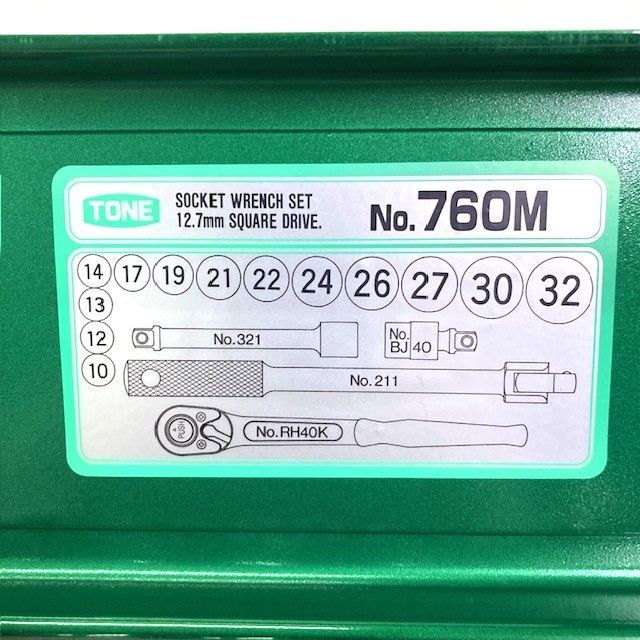 TONE
SOCKET WRENCH SET
12.7mm SQUARE DRIVE.
No.760M
14 17 19 21 22 24 26 27 30 32
13
12
10
No.321
No.
BJ 40
No.211
PUSH
No.RH40K